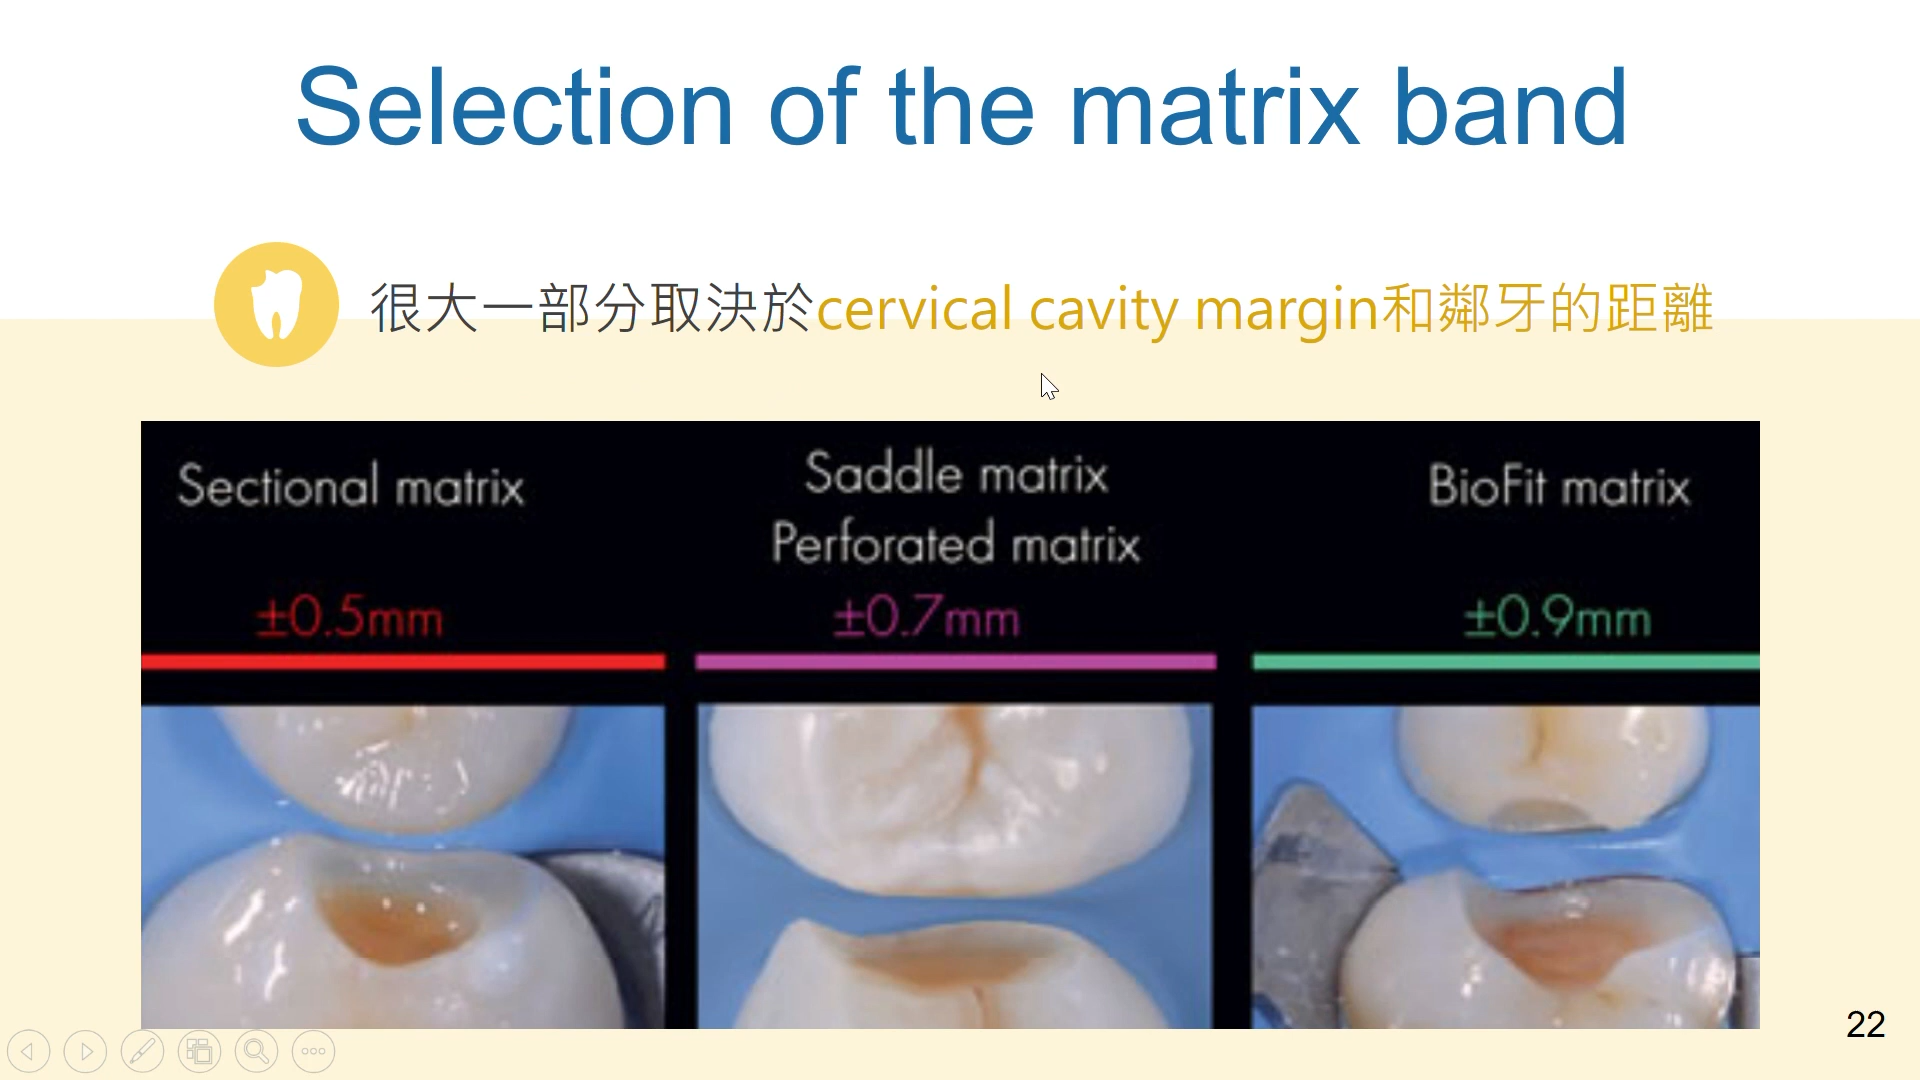 Selection of the matrix band
很大一部分取決於cervical cavity margin和鄰牙的距離
Sectional matrix
Saddle matrix
Perforated matrix
BioFit matrix
±0.5mm
±0.7mm
±0.9mm
22